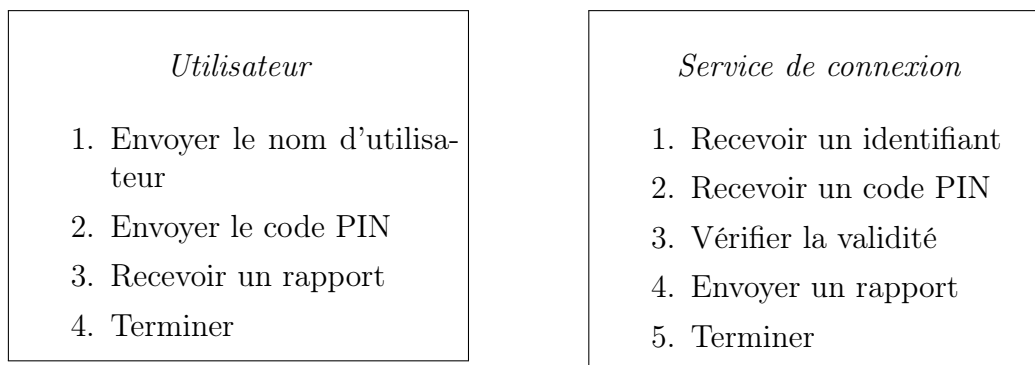 Utilisateur
1. Envoyer le nom d'utilisa-
teur
2. Envoyer le code PIN
3. Recevoir un rapport
4. Terminer
Service de connexion
1. Recevoir un identifiant
2. Recevoir un code PIN
3. Vérifier la validité
4. Envoyer un rapport
5. Terminer